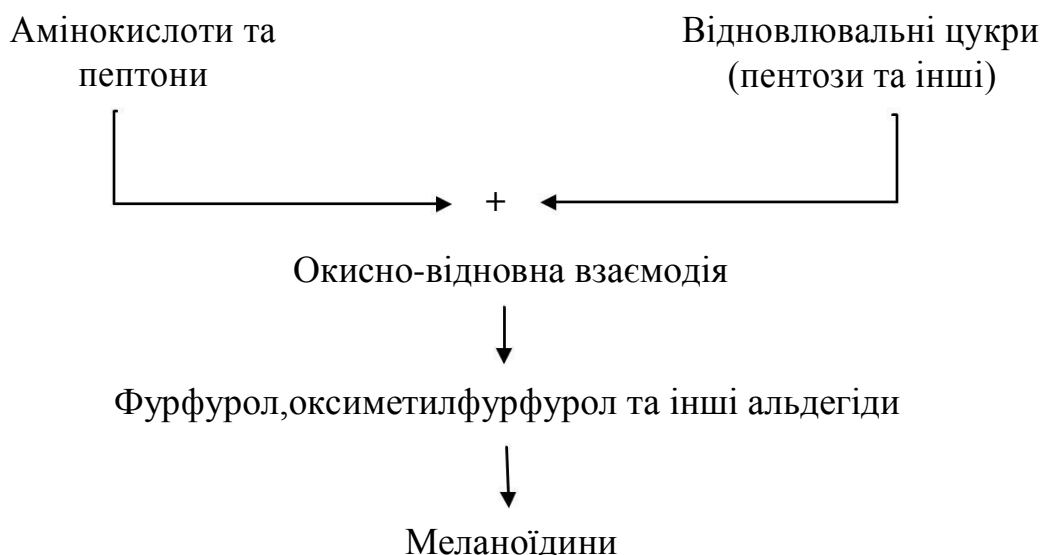 Амінокислоти та
пептони
Відновлювальні цукри
(пентози та інші)
+
Окисно-відновна взаємодія
Фурфурол,оксиметилфурфурол та інші альдегіди
Меланоїдини